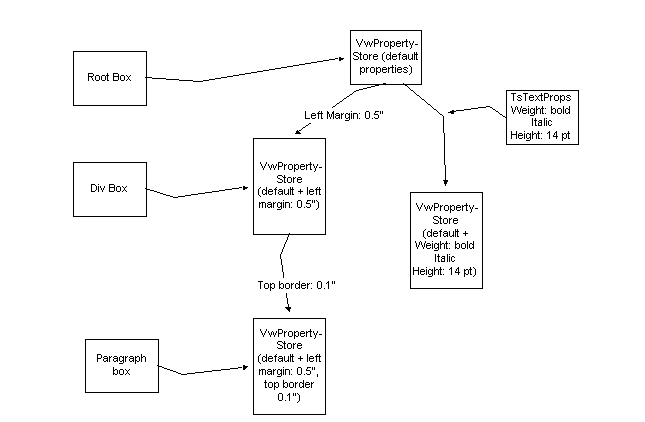 VwProperty-
Store (default
properties)
Root Box
TsTextProps
Weight: bold
Italic
Height: 14 pt
Left Margin: 0.5"
VwProperty-
Store
(default + left
margin: 0.5")
Div Box
VwProperty-
Store
(default +
Weight: bold
Italic
Height: 14 pt)
Top border: 0.1"
VwProperty-
Store
(default + left
margin: 0.5",
top border
0.1")
Paragraph
box